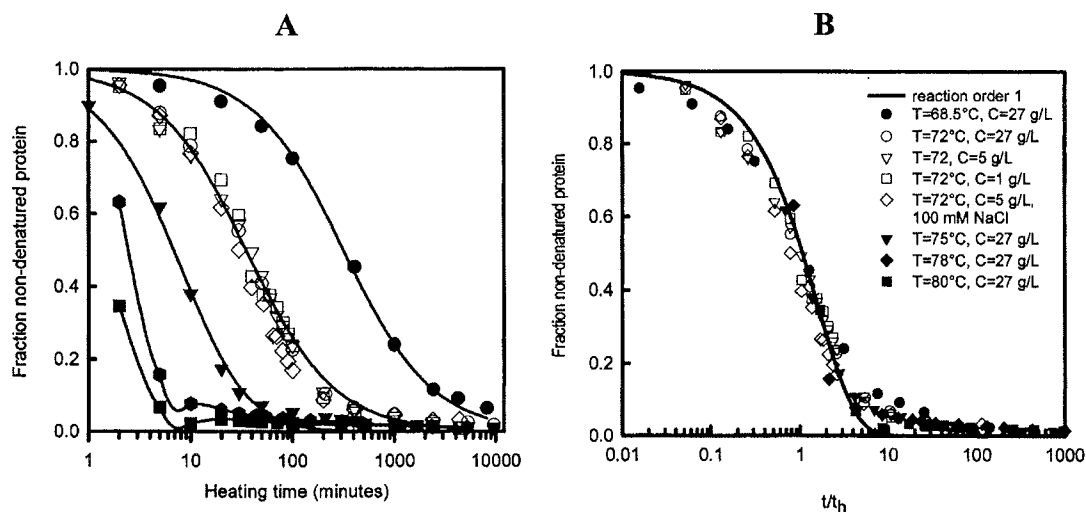 A
Fraction non-denatured protein
1.0
0.8
0.6
0.4
0.2
0.0
1 10 100 1000 10000
Heating time (minutes)
B
Fraction non-denatured protein
1.0
0.8
0.6
0.4
0.2
0.0
reaction order 1
T=68.5°C, C=27 g/L
T=72°C, C=27 g/L
T=72, C=5 g/L
T=72°C, C=1 g/L
T=72°C, C=5 g/L,
100 mM NaCl
T=75°C, C=27 g/L
T=78°C, C=27 g/L
T=80°C, C=27 g/L
0.01 0.1 1 10 100 1000
t/th